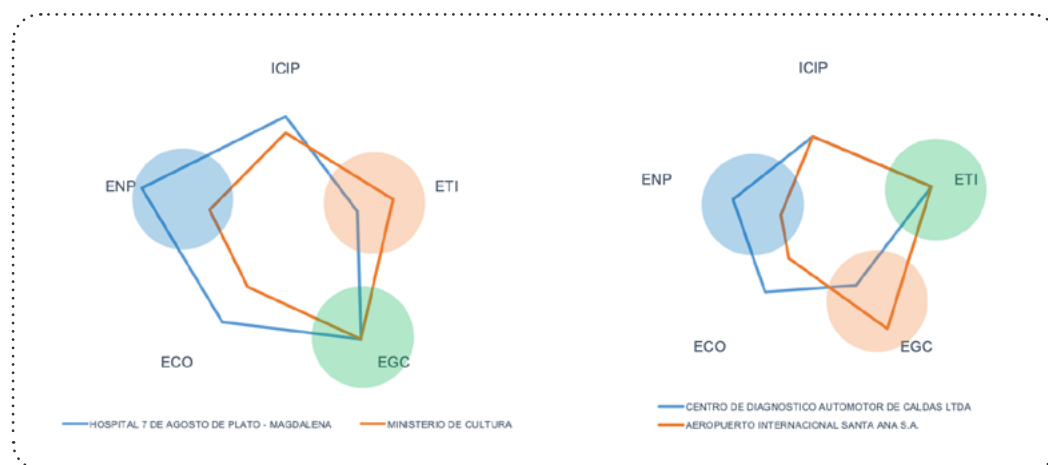 ICIP
ENP
ETI
ECO
EGC
HOSPITAL 7 DE AGOSTO DE PLATO - MAGDALENA
MINISTERIO DE CULTURA
ICIP
ENP
ETI
ECO
EGC
CENTRO DE DIAGNOSTICO AUTOMOTOR DE CALDAS LTDA
AEROPUERTO INTERNACIONAL SANTA ANA S.A.